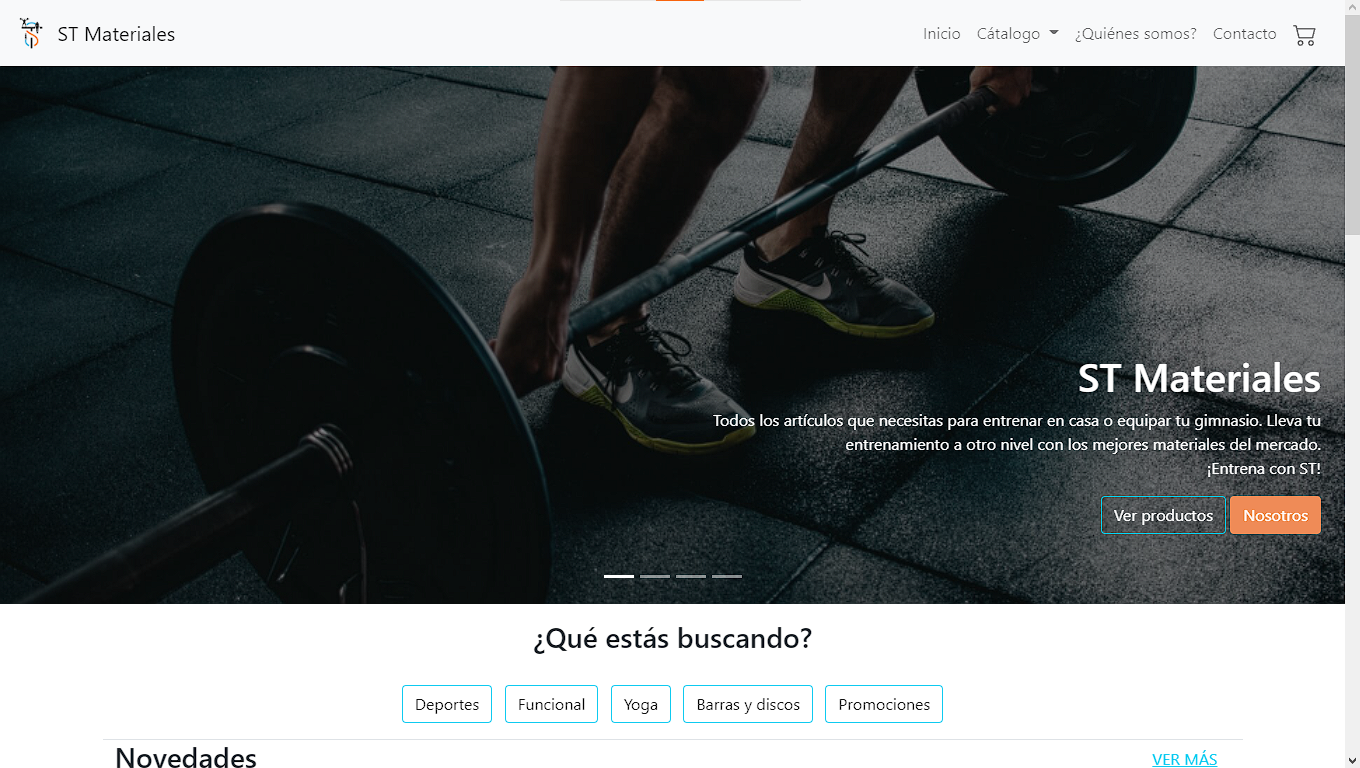 ST Materiales
Inicio
Cátalogo
¿Quiénes somos?
Contacto
ST Materiales
Todos los artículos que necesitas para entrenar en casa o equipar tu gimnasio. Lleva tu
entrenamiento a otro nivel con los mejores materiales del mercado.
¡Entrena con ST!
Ver productos
Nosotros
¿Qué estás buscando?
Deportes
Funcional
Yoga
Barras y discos
Promociones
Novedades
VER MÁS